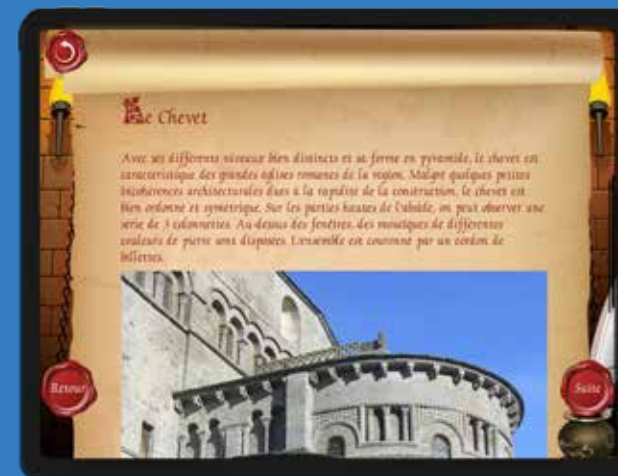 Le Chevet
Avec ses différents niveaux bien distincts et sa forme en pyramide, le chevet est
caractéristique des grandes églises romanes de la région. Malgré quelques petites
incohérences architecturales dues à la rapidité de la construction, le chevet est
bien ordonné et symétrique. Sur les parties hautes de l'abside, on peut observer une
série de 3 colonnettes. Au-dessus des fenêtres, des mosaïques de différentes
couleurs de pierre sont disposées. L'ensemble est couronné par un cordon de
billettes.
Retour
Suite